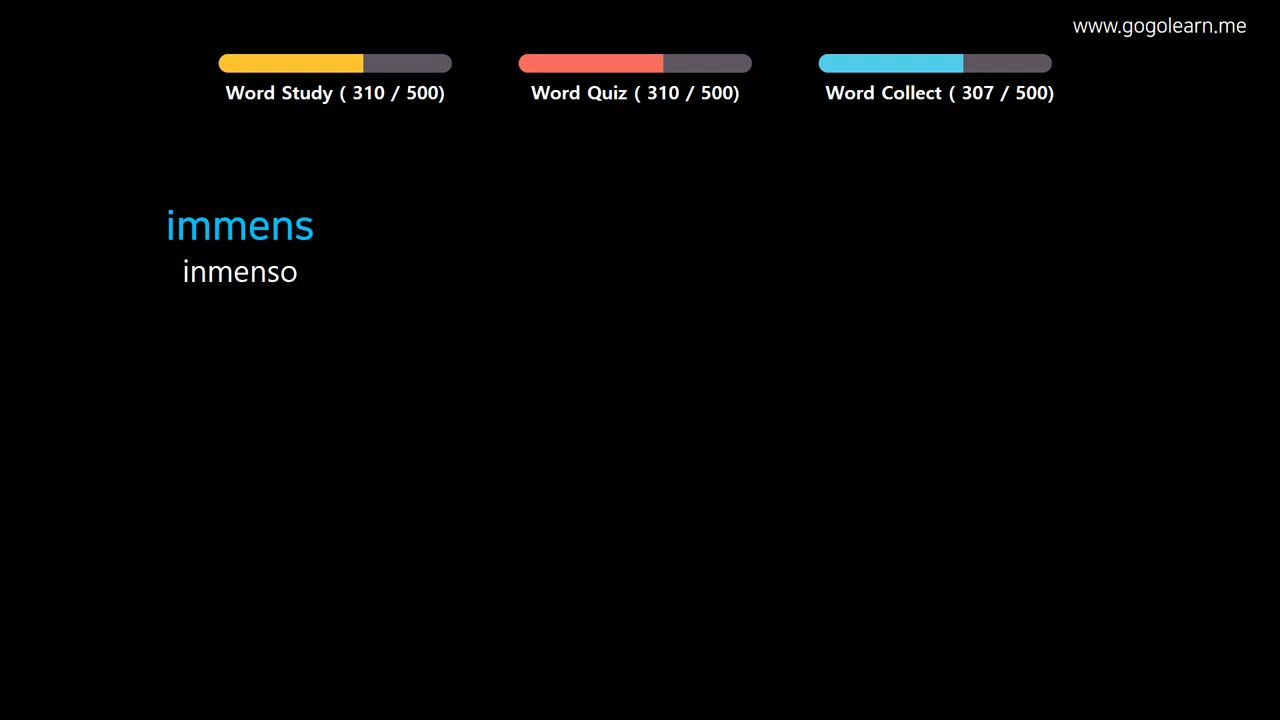 www.gogolearn.me
Word Study ( 310 / 500)
Word Quiz ( 310 / 500)
Word Collect ( 307 / 500)
immens
inmenso